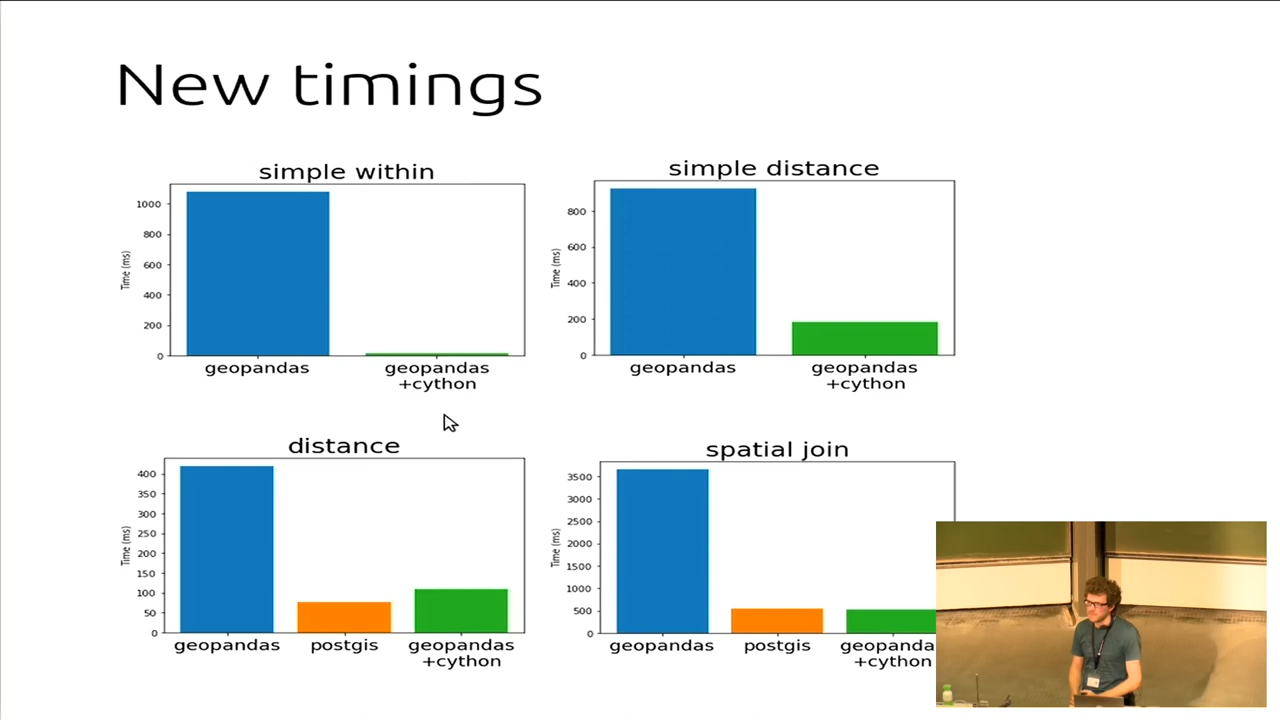 New timings
simple within
1000
800
600
400
200
0
Time (ms)
geopandas
geopandas
+cython
simple distance
800
600
400
200
0
Time (ms)
geopandas
geopandas
+cython
distance
400
350
300
250
200
150
100
50
0
Time (ms)
geopandas
postgis
geopandas
+cython
spatial join
3500
3000
2500
2000
1500
1000
500
0
Time (ms)
geopandas
postgis
geopanda
+cython